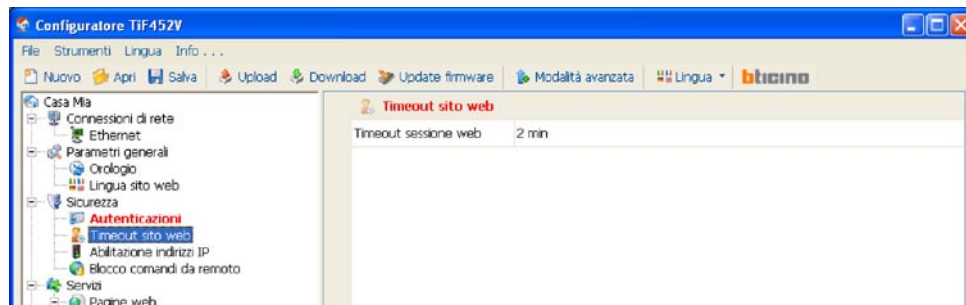 Configuratore TiF452V
File Strumenti Lingua Info ...
Nuovo Apri Salva Upload Download Update firmware Modalità avanzata Lingua bticino
Casa Mia
Connessioni di rete
Ethernet
Parametri generali
Orologio
Lingua sito web
Sicurezza
Autenticazioni
Timeout sito web
Abilitazione indirizzi IP
Blocco comandi da remoto
Servizi
Pagine web
Timeout sito web
Timeout sessione web 2 min